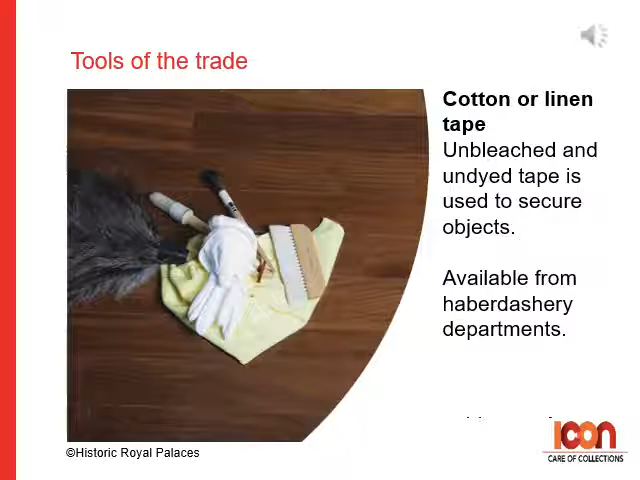 Tools of the trade
Cotton or linen
tape
Unbleached and
undyed tape is
used to secure
objects.
Available from
haberdashery
departments.
©Historic Royal Palaces
icon
CARE OF COLLECTIONS